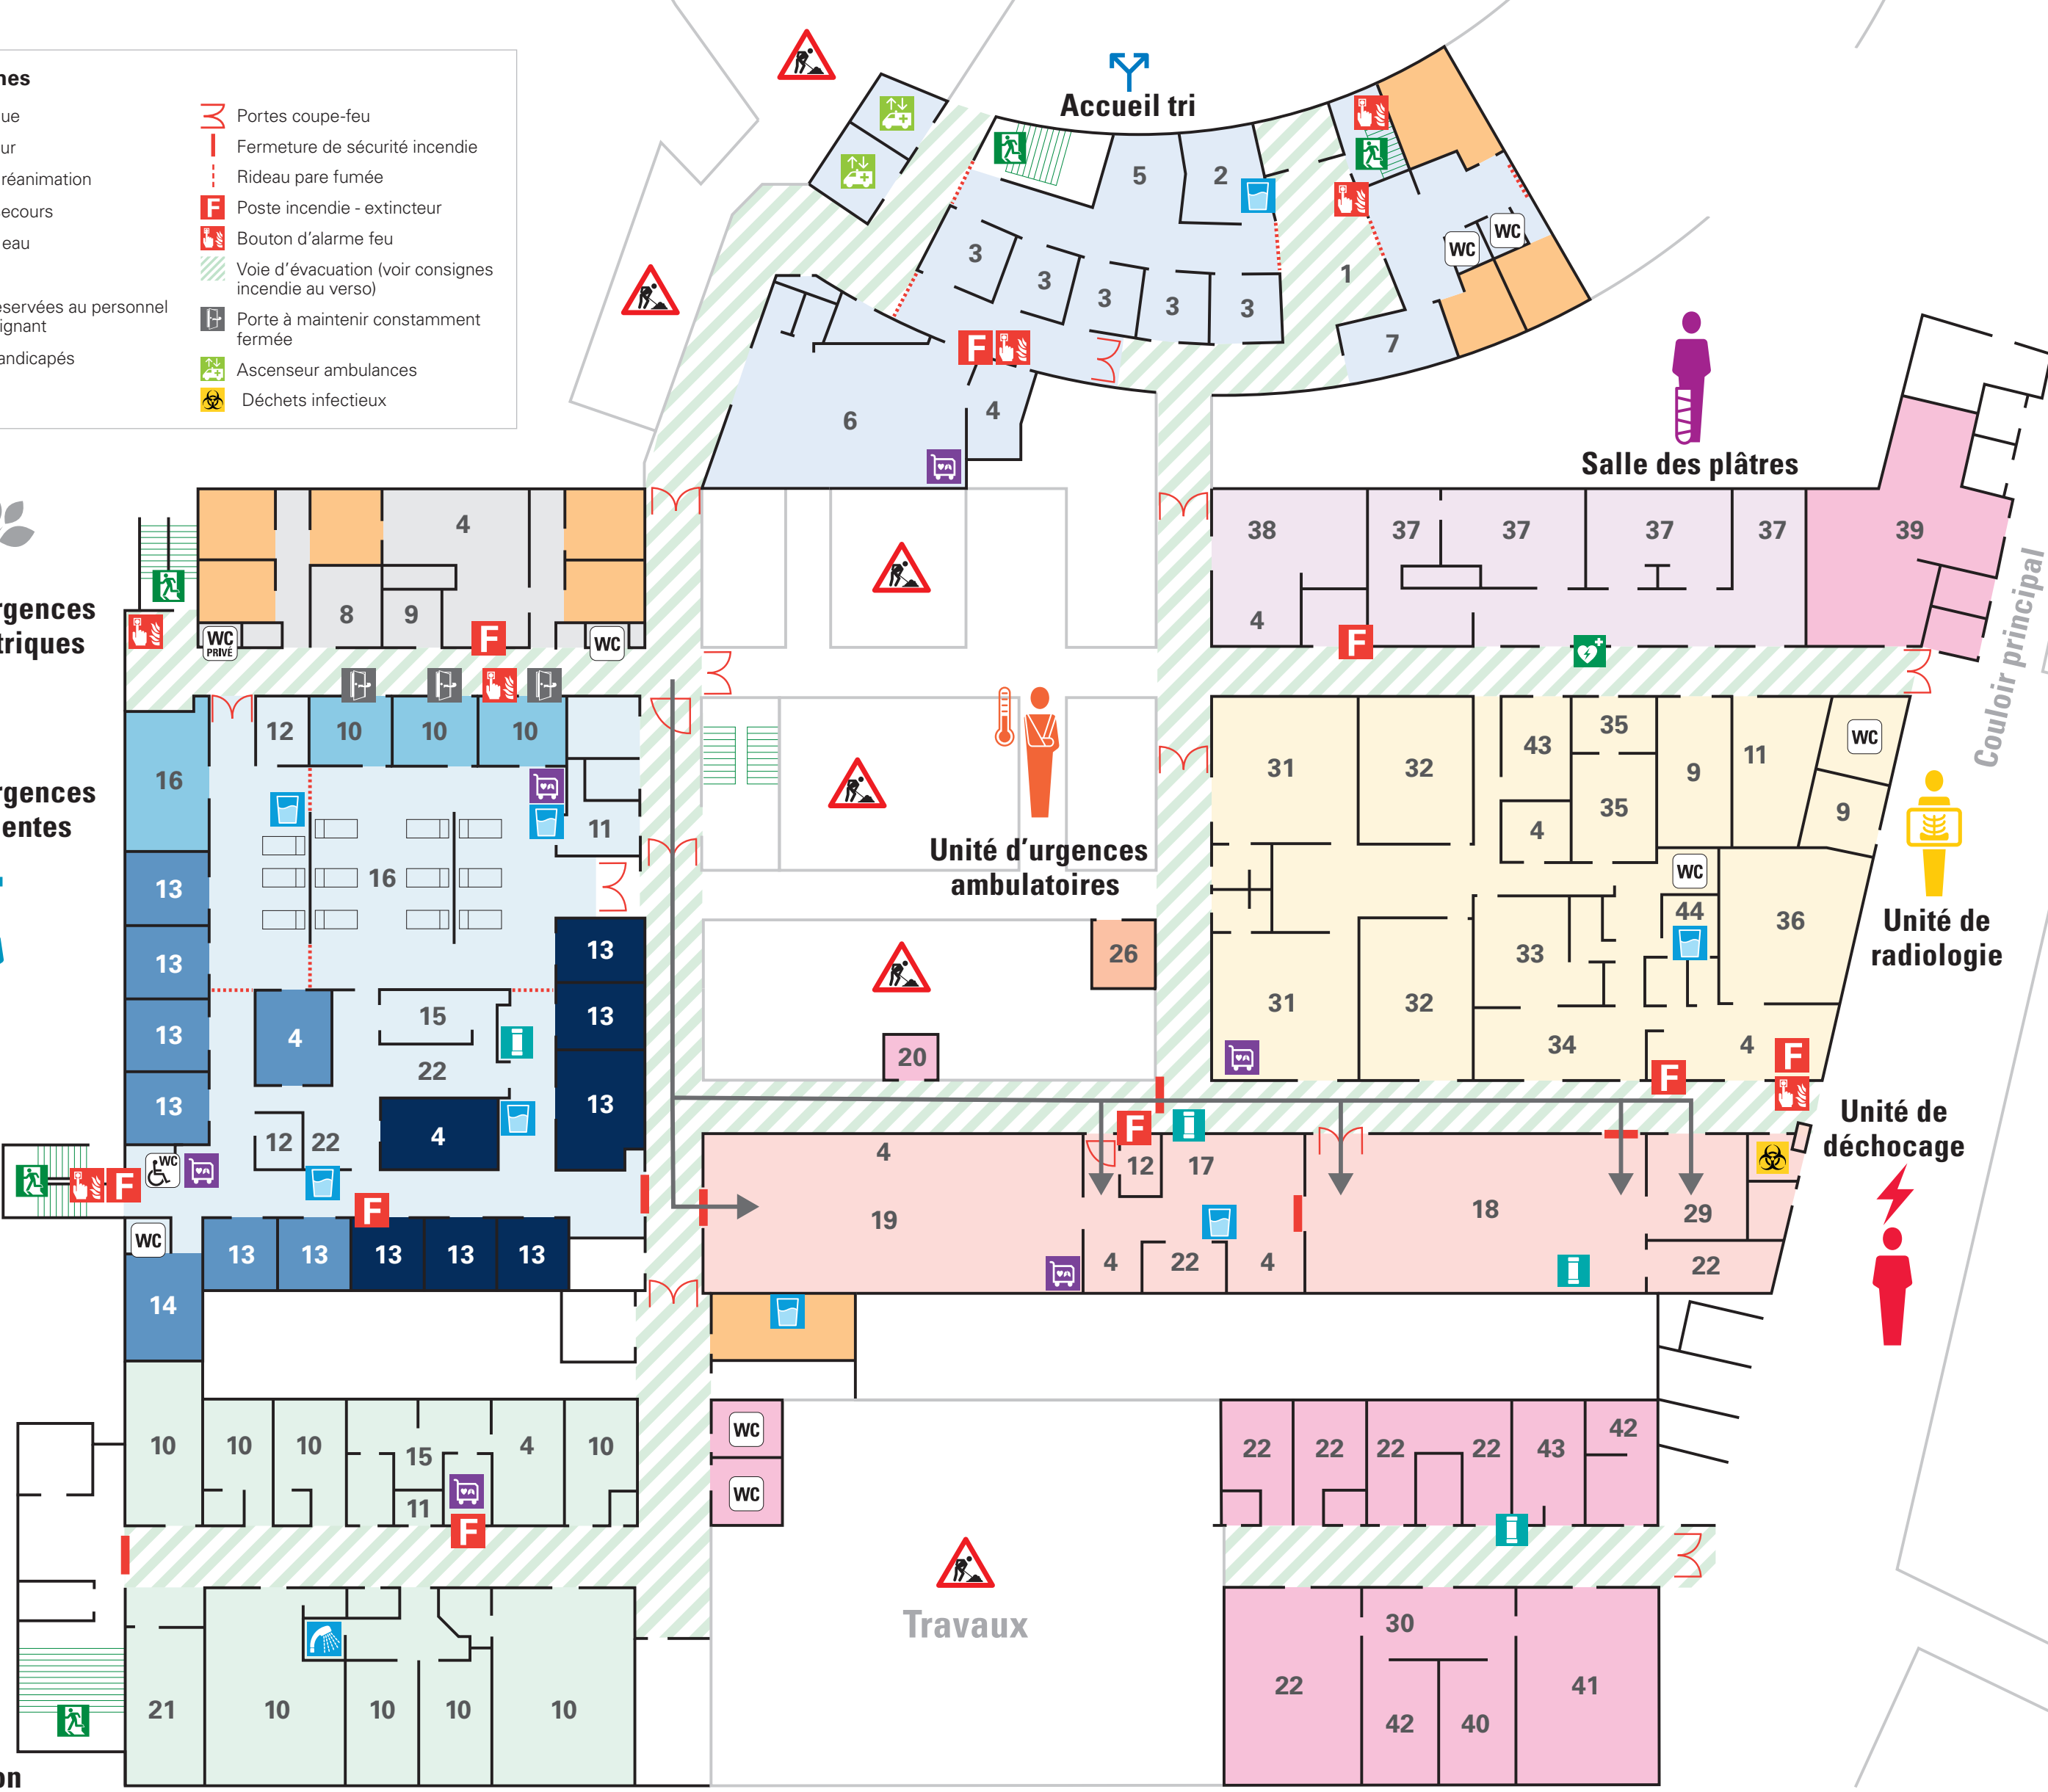 nes
ue
ur
réanimation
ecours
eau
eservées au personnel
ignant
andicapés
Portes coupe-feu
Fermeture de sécurité incendie
Rideau pare fumée
F Poste incendie - extincteur
Bouton d'alarme feu
Voie d'évacuation (voir consignes
incendie au verso)
Porte à maintenir constamment
fermée
Ascenseur ambulances
Déchets infectieux
Accueil tri
5 2
3 3 3 3 3
1
7
WC WC
F
6 4
Salle des plâtres
38 37 37 37 37 39
4
F
Couloir principal
rgences
triques
4
8 9
WC
PRIVÉ
F
WC
rgences
entes
12 10 10 10
16
11
16
13
13
13
13
13
13
13
4
15
22
12 22
4
WC
F
WC
F
13 13 13 13 13
14
Unité d'urgences
ambulatoires
26
20
31 32 43 35 9 11 WC
4 35 9
WC
44
33 36
31 32 34 4
F F
Unité de
radiologie
Unité de
déchocage
4
F
12 17
19 18 29
4 22 4 22
10 10 10 15 4 10
11
F
WC
WC
22 22 22 22 43 42
21 10 10 10 10
Travaux
30
22 41
42 40
on